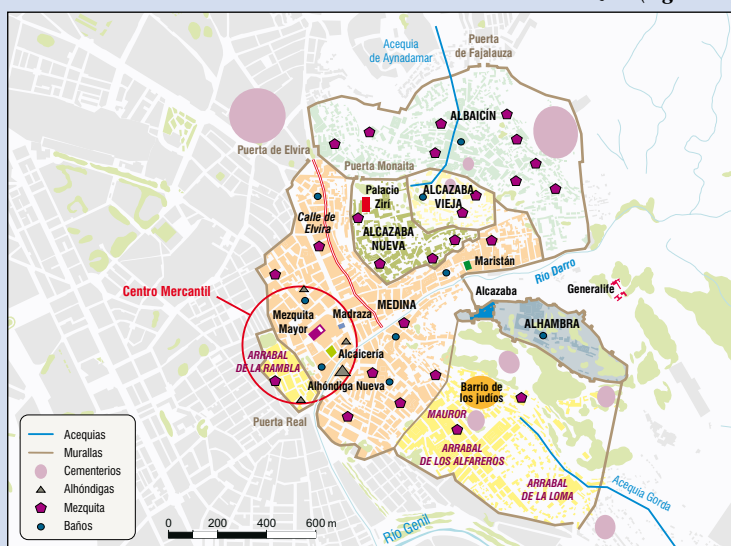 Acequia
de Aynadamar
Puerta
de Fajalauza
ALBAICÍN
Puerta de Elvira
Puerta Monaita
Palacio
Ziri
ALCAZABA
VIEJA
Calle de
Elvira
ALCAZABA
NUEVA
Maristán
Río Darro
Centro Mercantil
Alcazaba
Generalife
MEDINA
Mezquita
Mayor
Madraza
ALHAMBRA
Alcaicería
ARRABAL
DE LA RAMBLA
Alhóndiga Nueva
Barrio de
los judíos
Puerta Real
MAUROR
ARRABAL
DE LOS ALFAREROS
ARRABAL
DE LA LOMA
Acequia Gorda
Río Genil
Acequias
Murallas
Cementerios
Alhóndigas
Mezquita
Baños
0 200 400 600 m